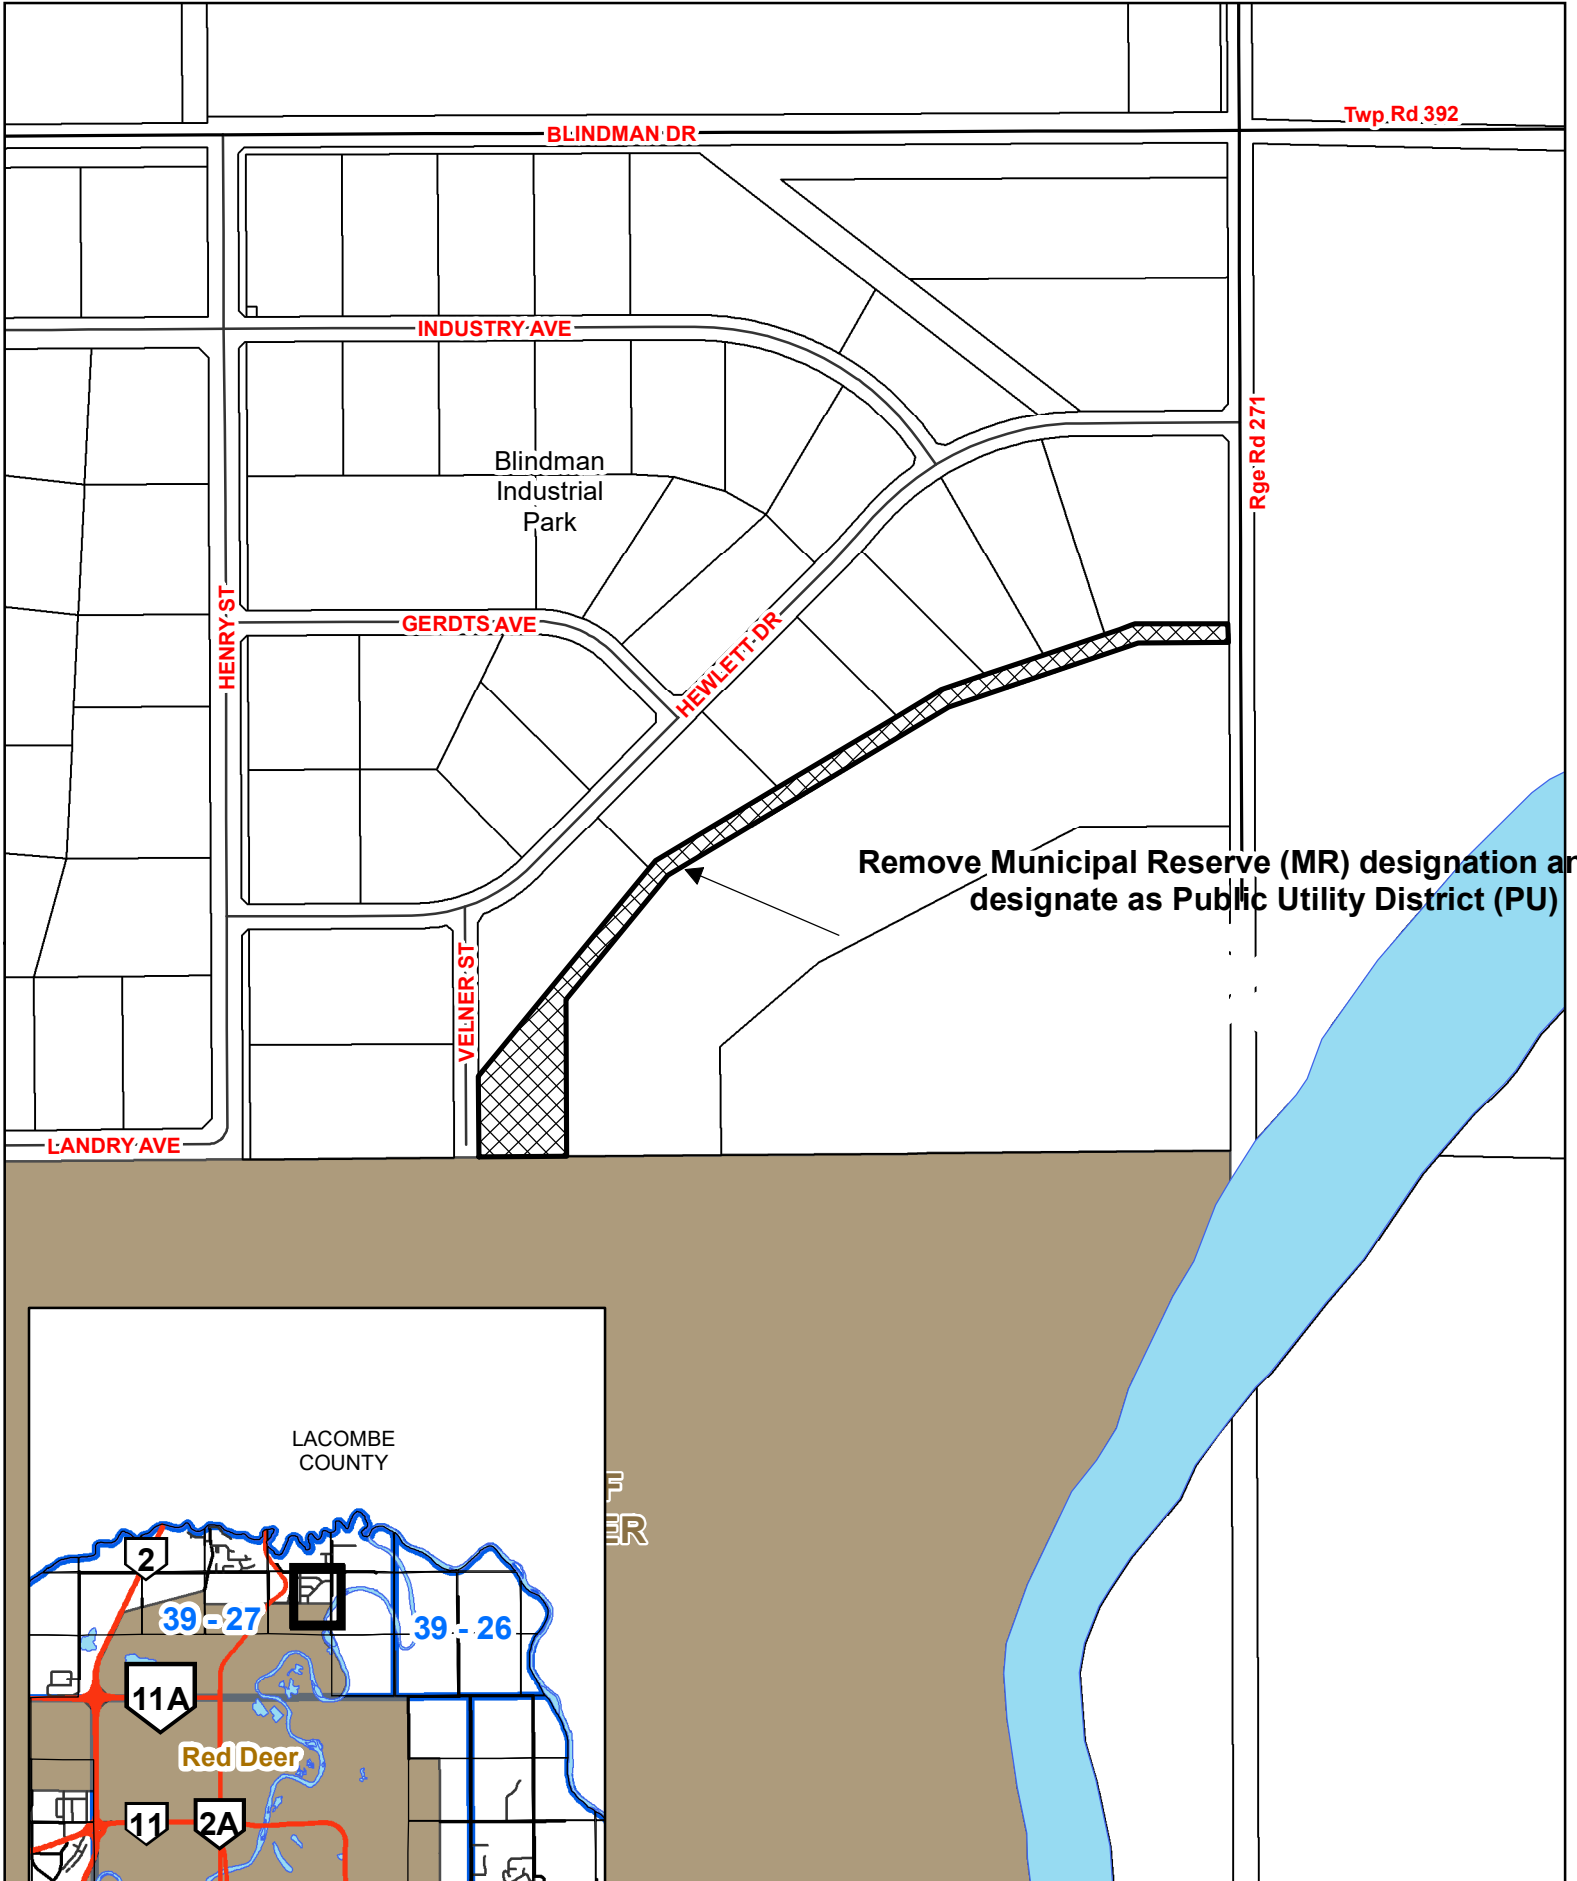 Twp Rd 392
BLINDMAN DR
INDUSTRY AVE
Rge Rd 271
Blindman
Industrial
Park
HENRY ST
GERDTS AVE
HEWLETT DR
Remove Municipal Reserve (MR) designation an
designate as Public Utility District (PU)
VELNER ST
LANDRY AVE
LACOMBE
COUNTY
F
ER
2
39 - 27
39 - 26
11A
Red Deer
11
2A